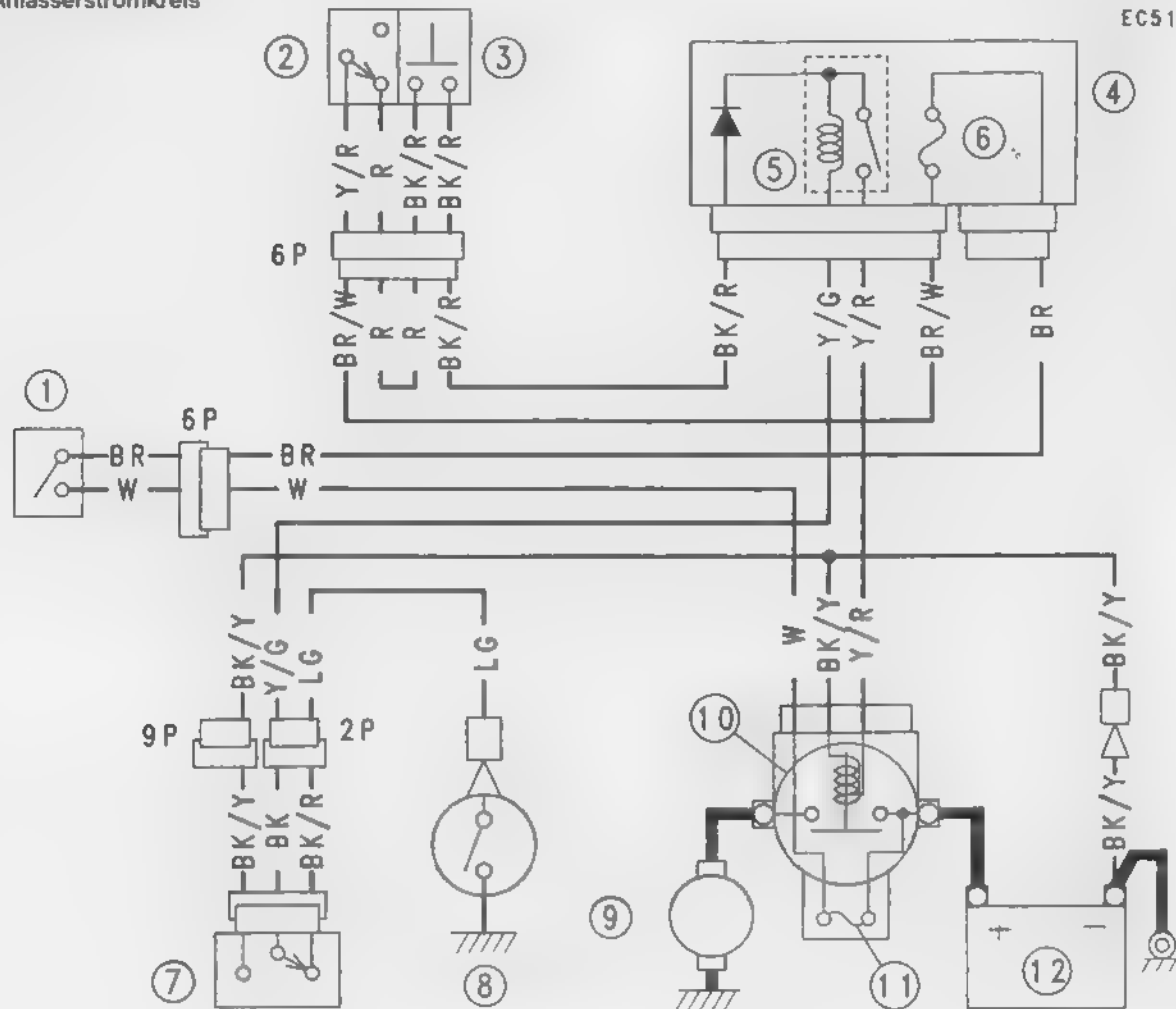 Anlasserstromkreis
EC51
2
3
4
5
6
Y/R
R
BK/R
BK/R
6P
BR/W
R
R
BK/R
BK/R
Y/G
Y/R
BR/W
BR
1
6P
BR
BR
W
W
BK/Y
Y/G
LG
LG
W
BK/Y
Y/R
BK/Y
9P
2P
10
BK/Y
BK
BK/R
BK/Y
9
+
−
7
8
11
12